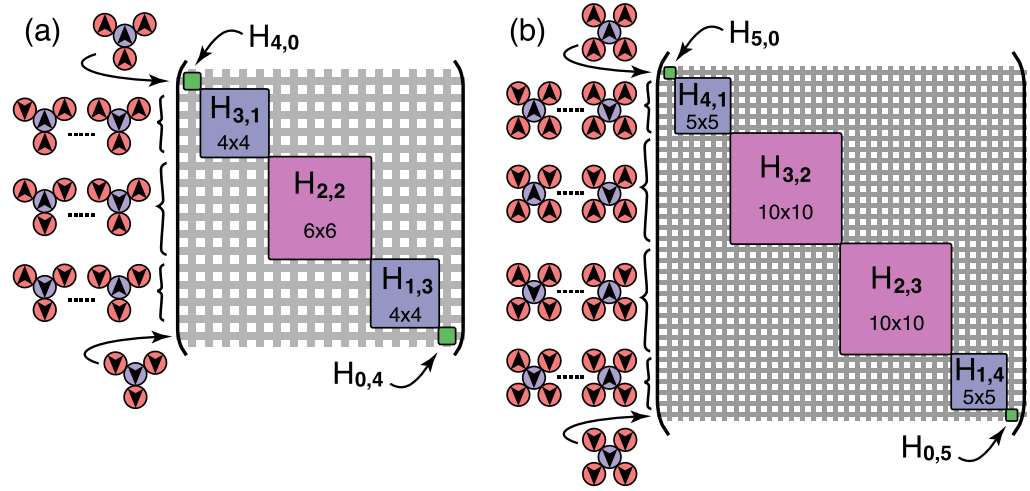 (a)
H4,0
H3,1
4x4
H2,2
6x6
H1,3
4x4
H0,4
(b)
H5,0
H4,1
5x5
H3,2
10x10
H2,3
10x10
H1,4
5x5
H0,5